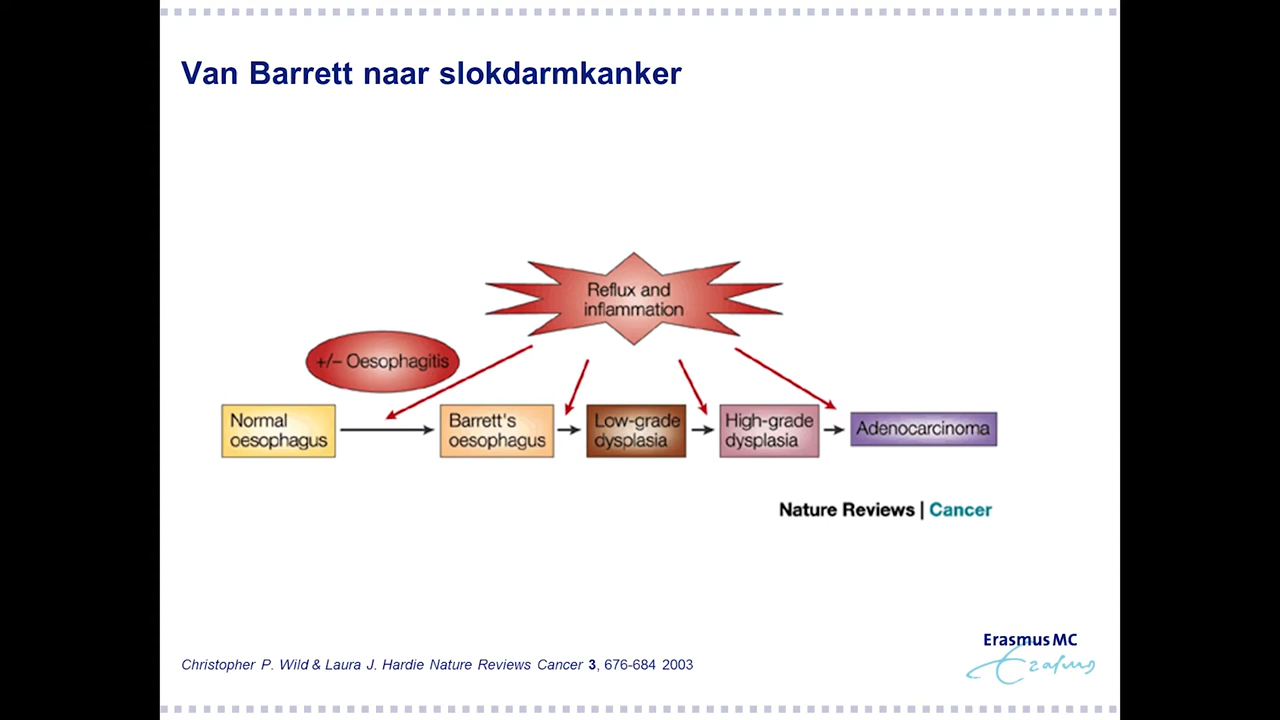 Van Barrett naar slokdarmkanker
Reflux and
inflammation
+/– Oesophagitis
Normal
oesophagus
Barrett's
oesophagus
Low-grade
dysplasia
High-grade
dysplasia
Adenocarcinoma
Nature Reviews | Cancer
Erasmus MC
Erasmus
Christopher P. Wild & Laura J. Hardie Nature Reviews Cancer 3, 676-684 2003